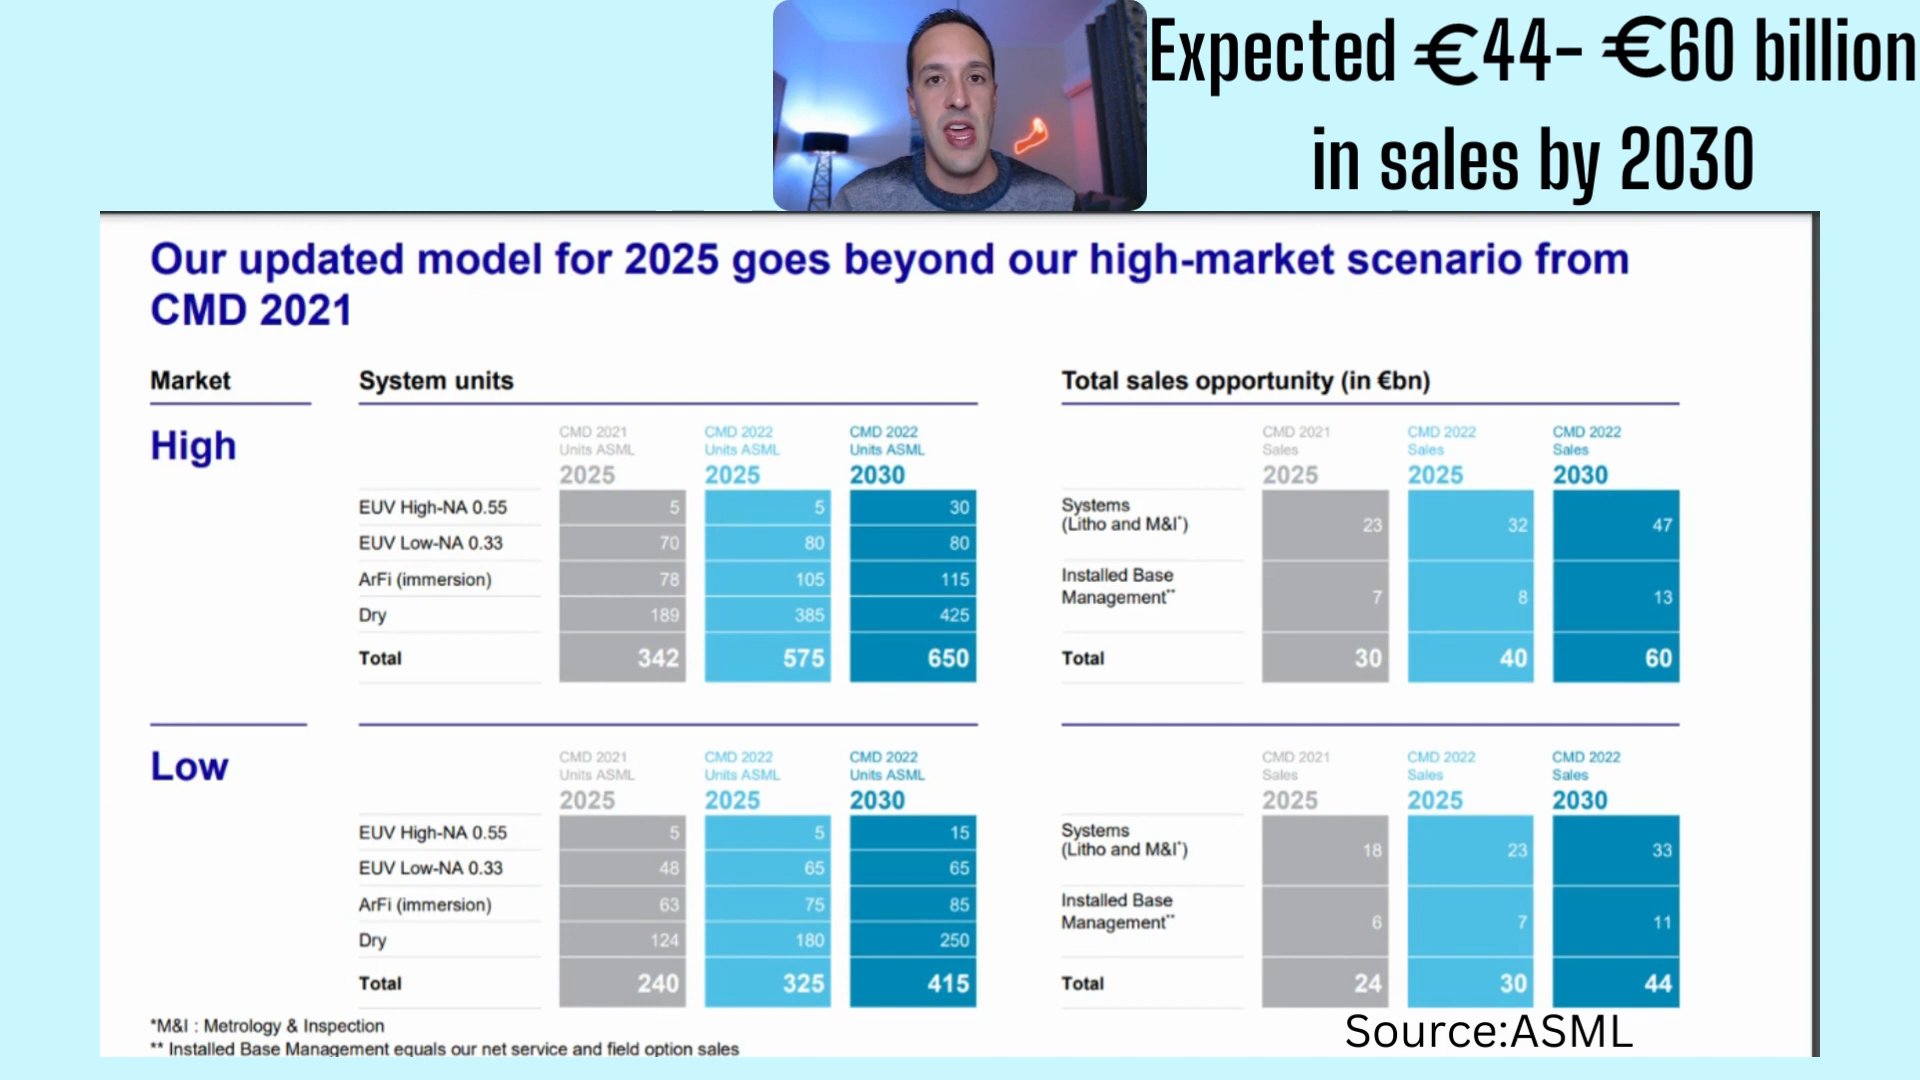 Expected €44- €60 billion
in sales by 2030
Our updated model for 2025 goes beyond our high-market scenario from
CMD 2021
Market
System units
Total sales opportunity (in €bn)
High
CMD 2021 CMD 2022 CMD 2022
Units ASML Units ASML Units ASML
2025 2025 2030
EUV High-NA 0.55 5 5 30
EUV Low-NA 0.33 70 80 80
ArFi (immersion) 78 105 115
Dry 189 385 425
Total 342 575 650
CMD 2021 CMD 2022 CMD 2022
Sales Sales Sales
2025 2025 2030
Systems
(Litho and M&I*) 23 32 47
Installed Base
Management** 7 8 13
Total 30 40 60
Low
CMD 2021 CMD 2022 CMD 2022
Units ASML Units ASML Units ASML
2025 2025 2030
EUV High-NA 0.55 5 5 15
EUV Low-NA 0.33 48 65 65
ArFi (immersion) 63 75 85
Dry 124 180 250
Total 240 325 415
CMD 2021 CMD 2022 CMD 2022
Sales Sales Sales
2025 2025 2030
Systems
(Litho and M&I*) 18 23 33
Installed Base
Management** 6 7 11
Total 24 30 44
*M&I : Metrology & Inspection
** Installed Base Management equals our net service and field option sales
Source:ASML